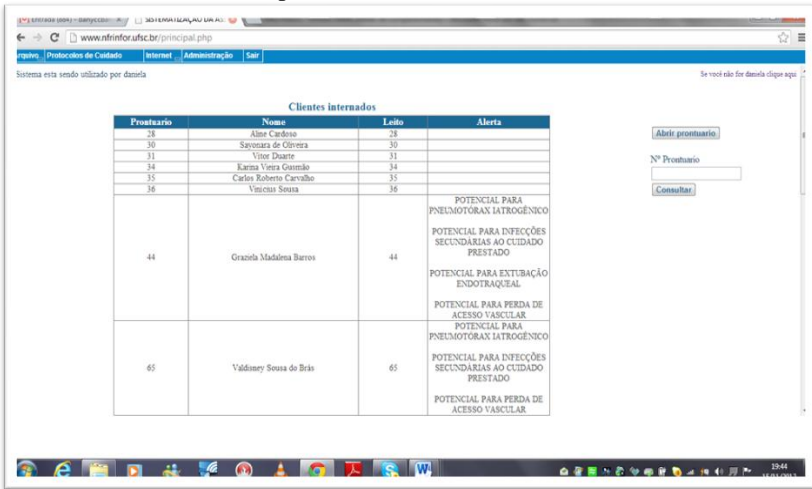 Entrada (884) -
SISTEMATIZAÇÃO DA A
www.nfrinfor.ufsc.br/principal.php
Arquivo Protocolos de Cuidado Internet Administração Sair
Sistema esta sendo utilizado por daniela
Se você não for daniela clique aqui
Clientes internados
Prontuario Nome Leito Alerta
28 Aline Cardoso 28
30 Sayonara de Oliveira 30
31 Vitor Duarte 31
34 Karina Vieira Gusmão 34
35 Carlos Roberto Carvalho 35
36 Vinicius Sousa 36
44 Graziela Madalena Barros 44
POTENCIAL PARA
PNEUMOTÓRAX IATROGÊNICO
POTENCIAL PARA INFECÇÕES
SECUNDÁRIAS AO CUIDADO
PRESTADO
POTENCIAL PARA EXTUBAÇÃO
ENDOTRAQUEAL
POTENCIAL PARA PERDA DE
ACESSO VASCULAR
65 Valdisney Sousa do Brás 65
POTENCIAL PARA
PNEUMOTÓRAX IATROGÊNICO
POTENCIAL PARA INFECÇÕES
SECUNDÁRIAS AO CUIDADO
PRESTADO
POTENCIAL PARA PERDA DE
ACESSO VASCULAR
Abrir prontuario
Nº Prontuario
Consultar
19:44
15/11/2013